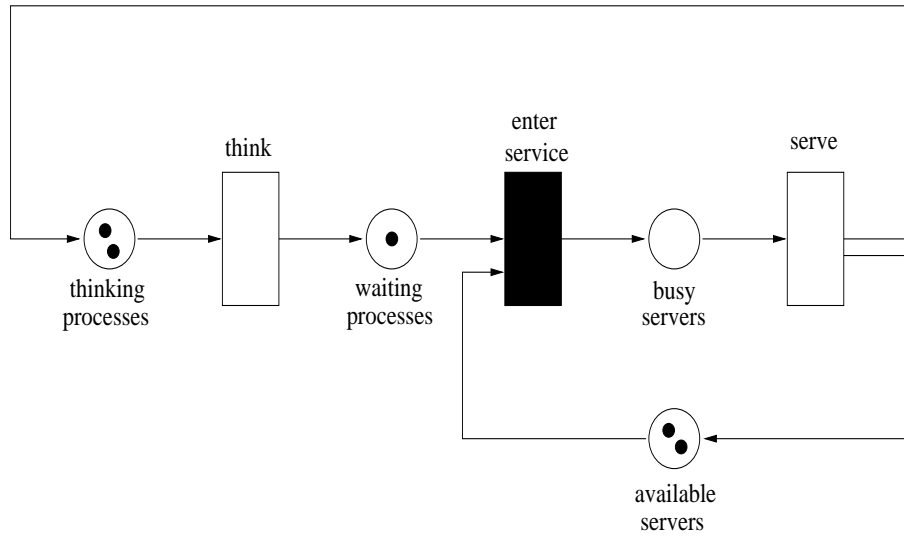 enter
service
think
serve
thinking
processes
waiting
processes
busy
servers
available
servers